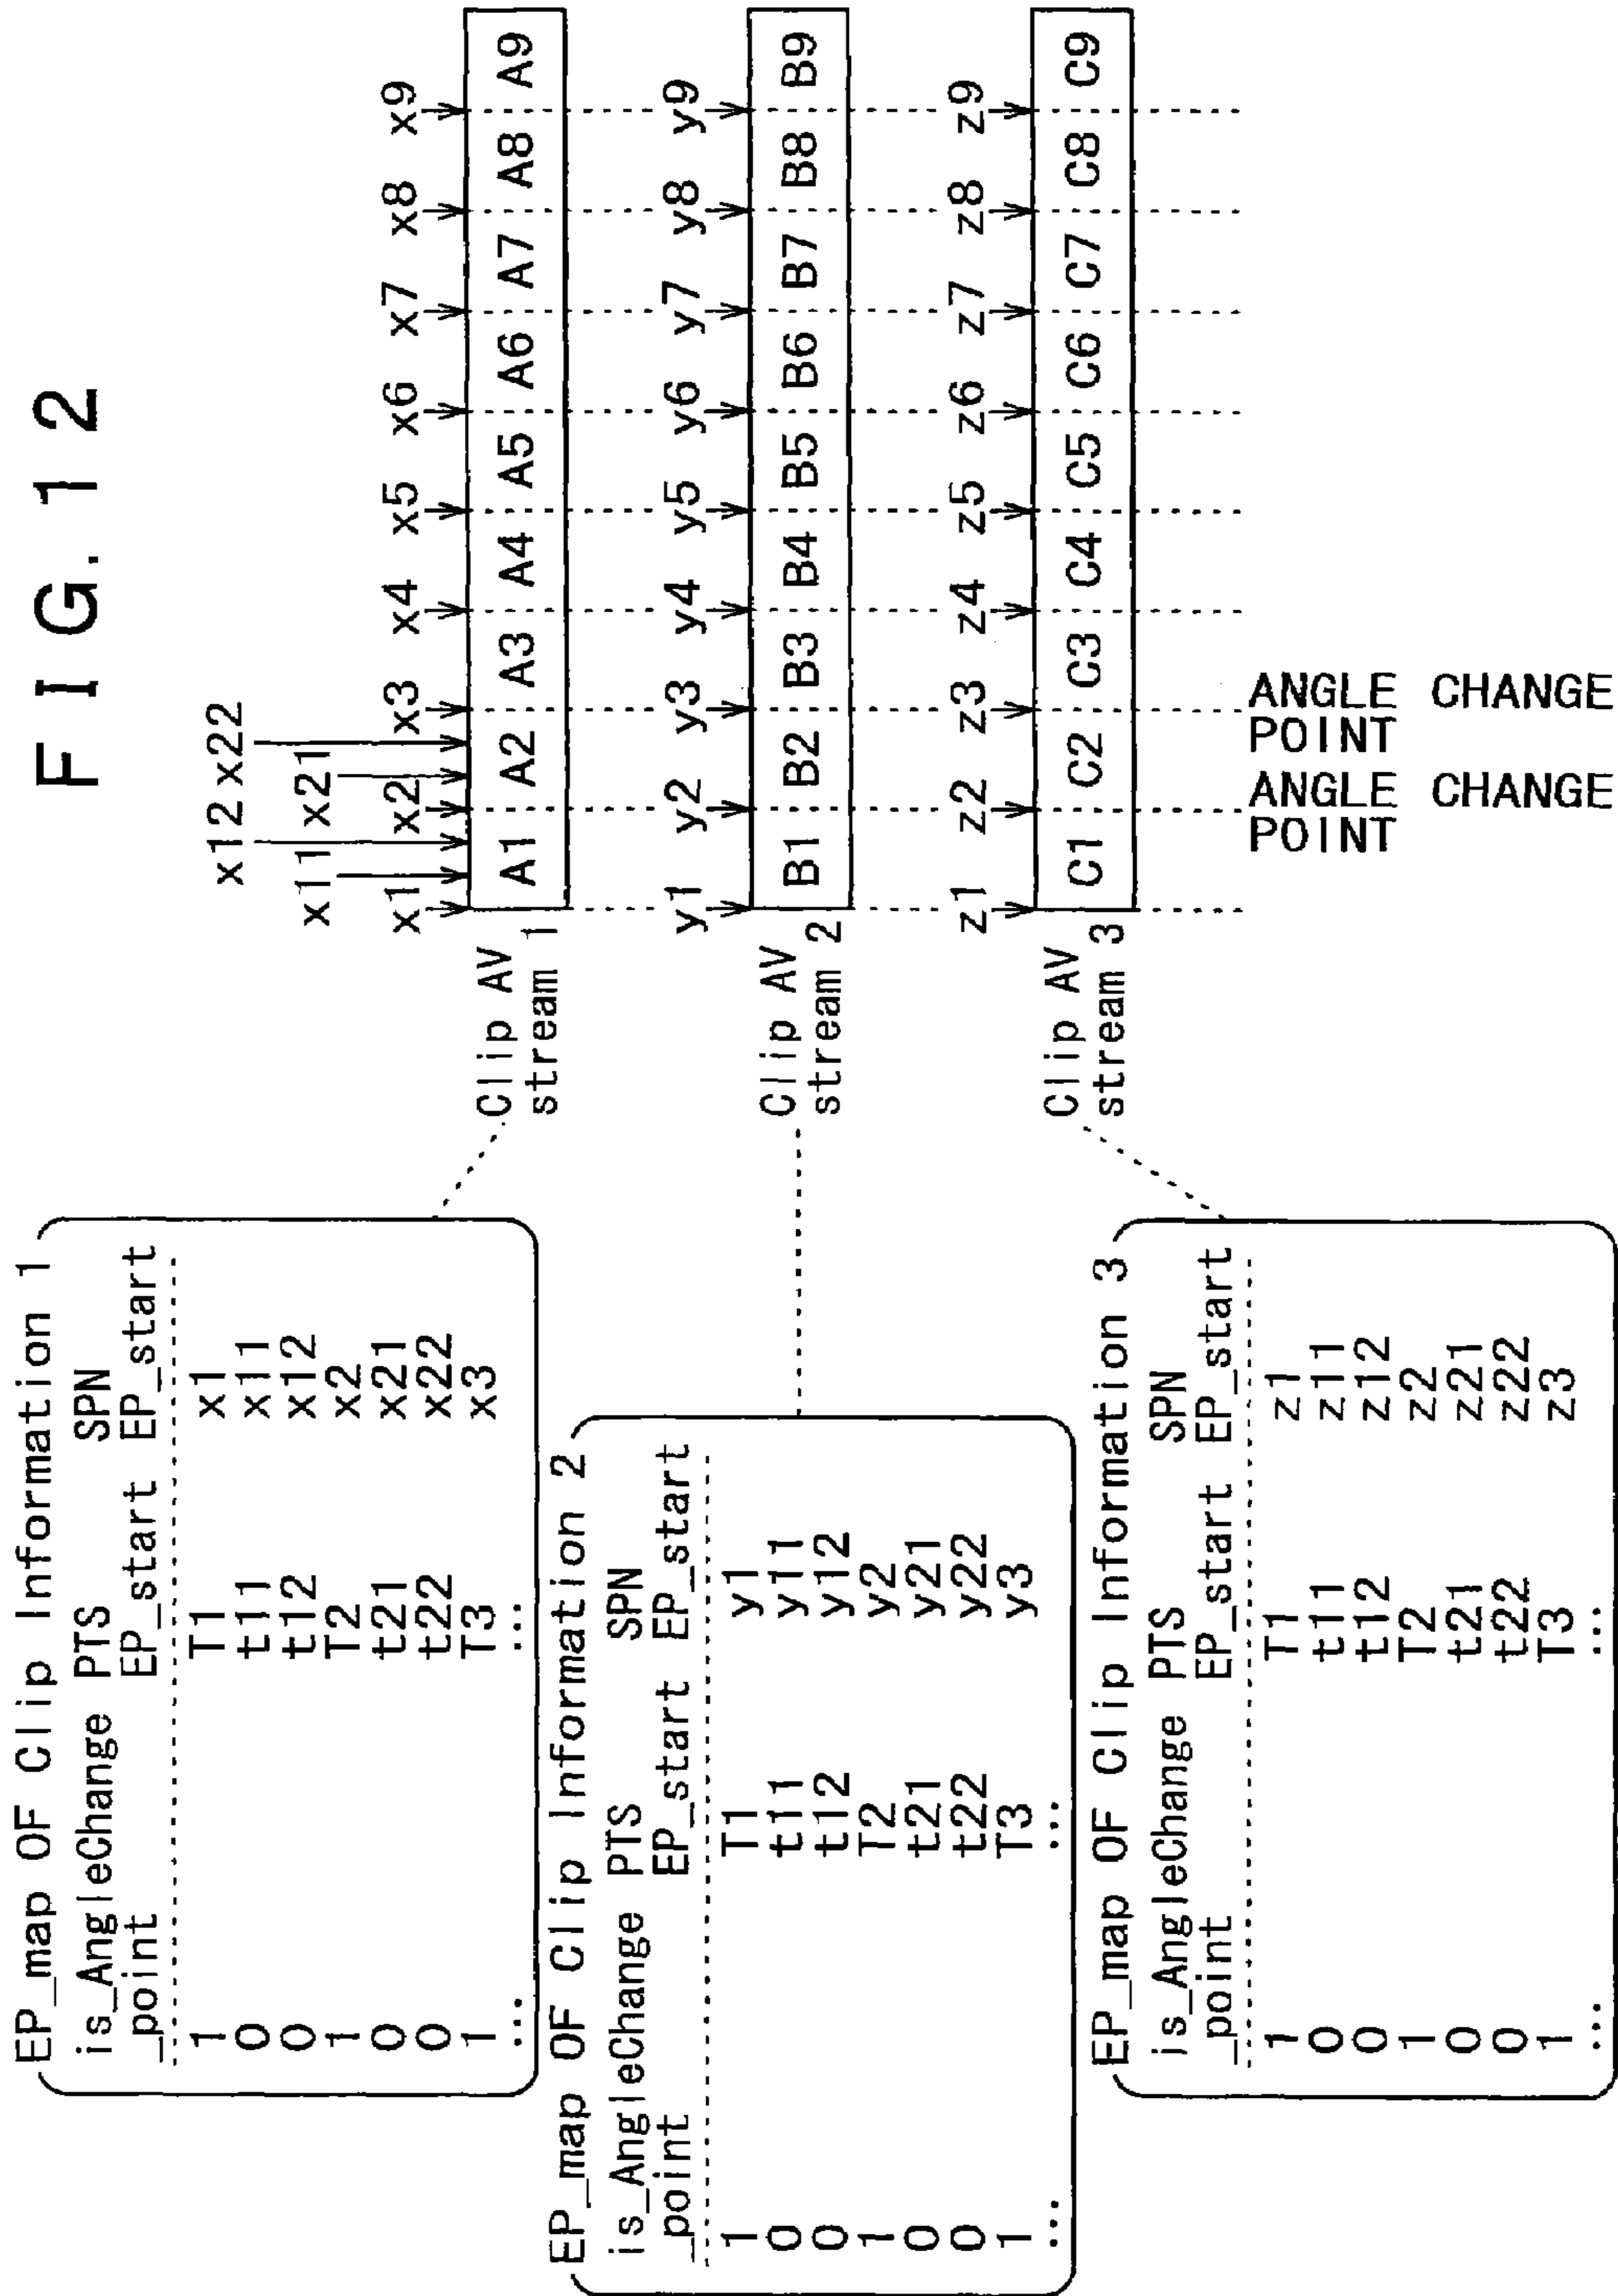 FIG. 12
EP_map OF Clip Information 1
is_AngleChange PTS SPN
_point EP_start EP_start
1 T1 x1
0 t11 x11
0 t12 x12
1 T2 x2
0 t21 x21
0 t22 x22
1 T3 x3
... ...
EP_map OF Clip Information 2
is_AngleChange PTS SPN
_point EP_start EP_start
1 T1 y1
0 t11 y11
0 t12 y12
1 T2 y2
0 t21 y21
0 t22 y22
1 T3 y3
... ...
EP_map OF Clip Information 3
is_AngleChange PTS SPN
_point EP_start EP_start
1 T1 z1
0 t11 z11
0 t12 z12
1 T2 z2
0 t21 z21
0 t22 z22
1 T3 z3
... ...
x12 x22
x11 x21
x1 x2 x3 x4 x5 x6 x7 x8 x9
Clip AV
stream 1
A1 A2 A3 A4 A5 A6 A7 A8 A9
y1 y2 y3 y4 y5 y6 y7 y8 y9
Clip AV
stream 2
B1 B2 B3 B4 B5 B6 B7 B8 B9
z1 z2 z3 z4 z5 z6 z7 z8 z9
Clip AV
stream 3
C1 C2 C3 C4 C5 C6 C7 C8 C9
ANGLE CHANGE
POINT
ANGLE CHANGE
POINT